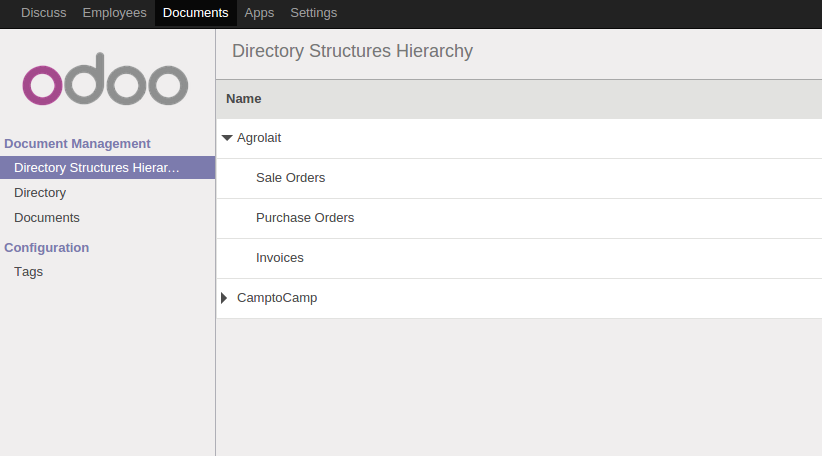 Discuss Employees Documents Apps Settings
odoo
Document Management
Directory Structures Hierar...
Directory
Documents
Configuration
Tags
Directory Structures Hierarchy
Name
Agrolait
Sale Orders
Purchase Orders
Invoices
CamptoCamp